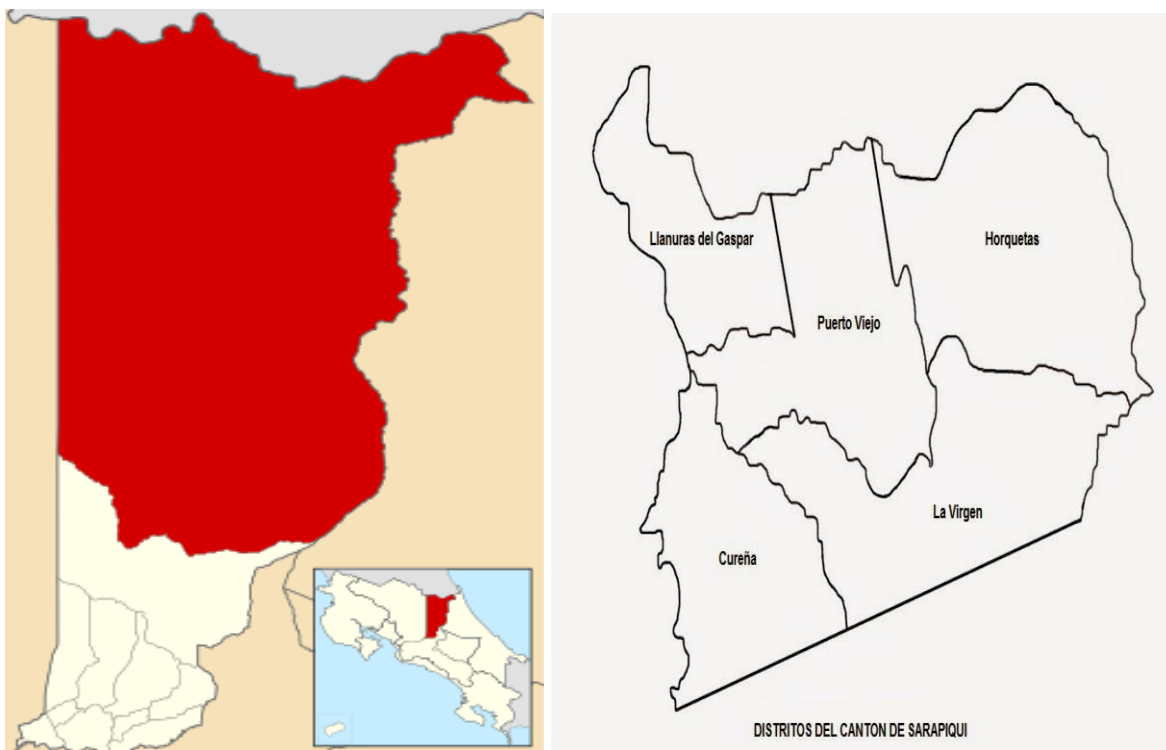 Llanuras del Gaspar
Horquetas
Puerto Viejo
La Virgen
Cureña
DISTRITOS DEL CANTON DE SARAPIQUI